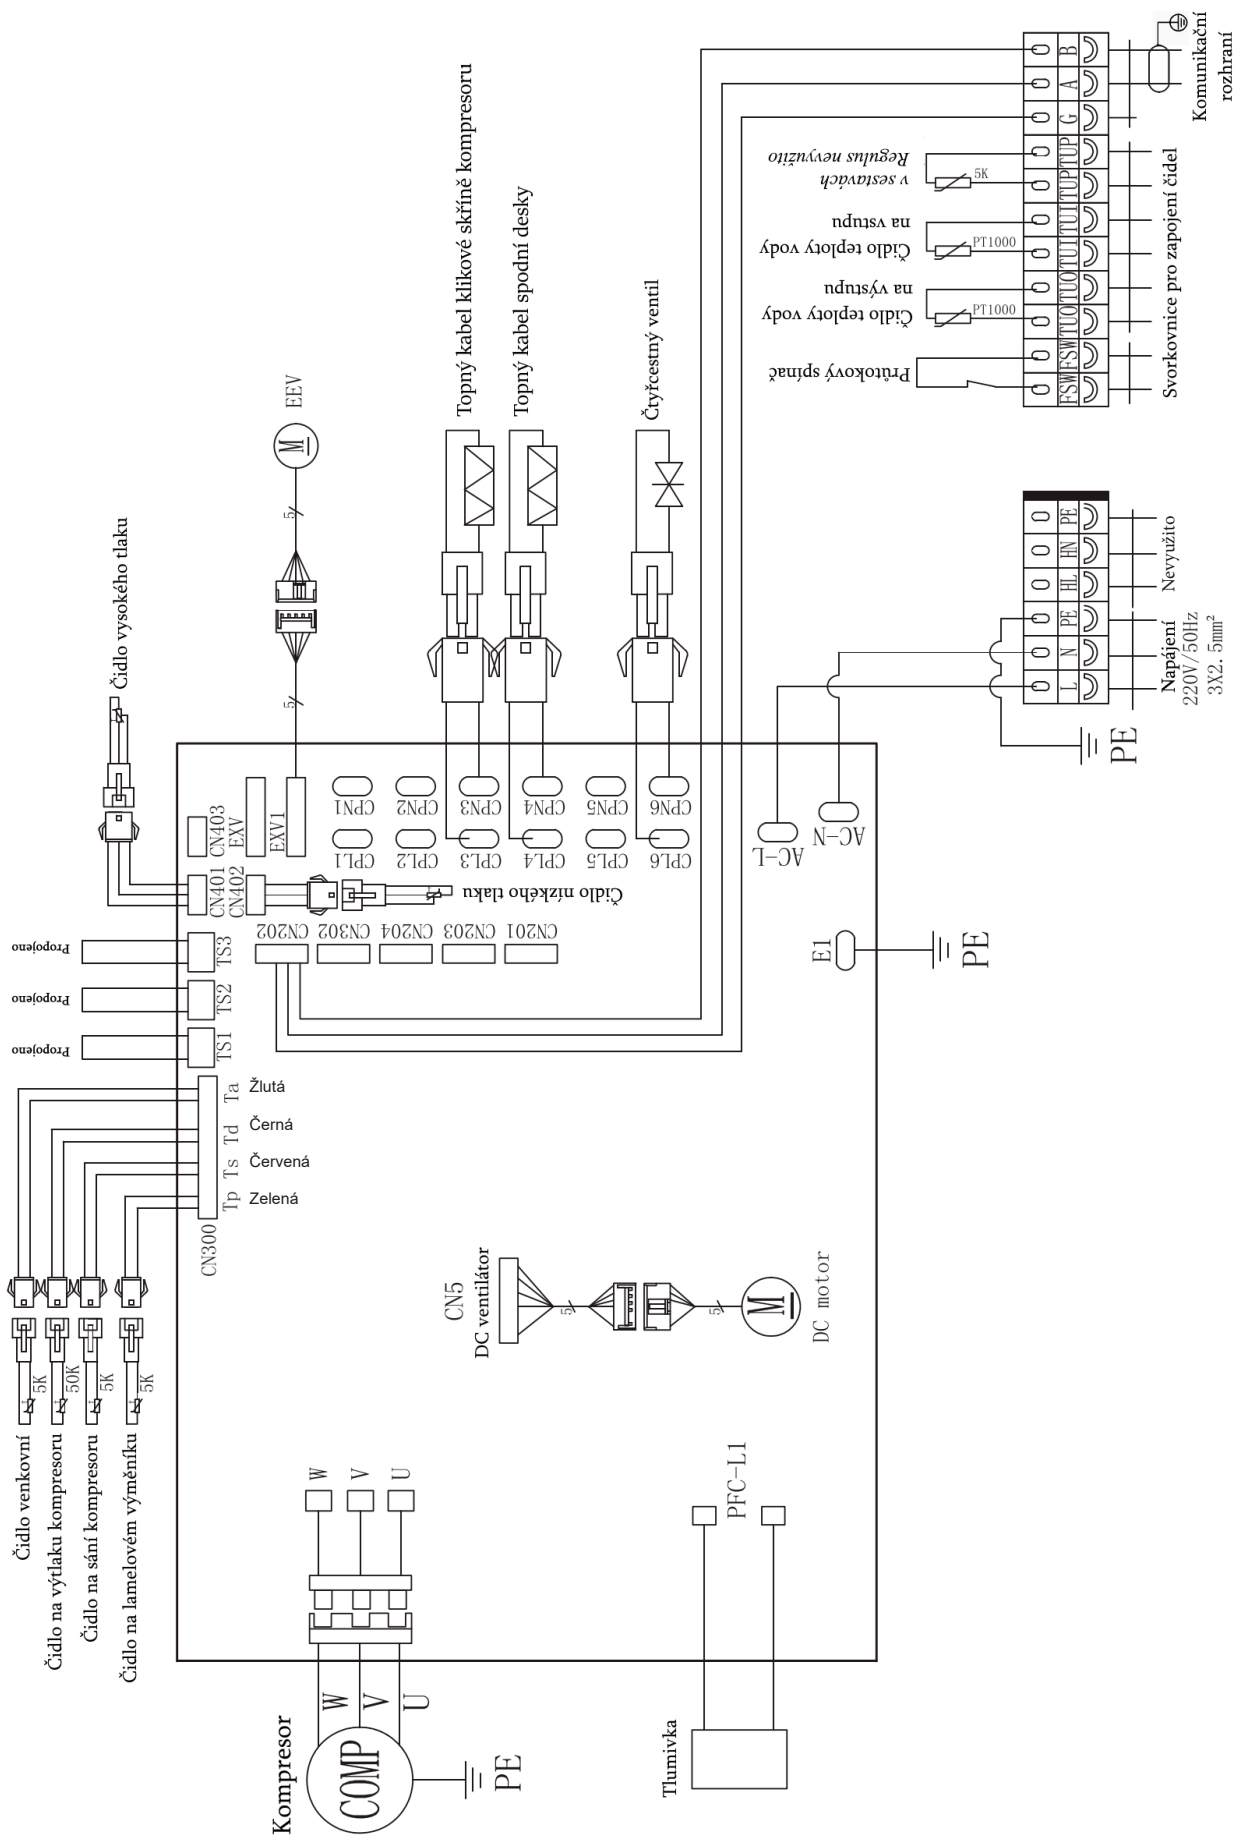 Komunikační
rozhraní
B
A
G
TUP
TUP
TUI
TUI
TUO
TUO
FSW
FSW
Svorkovnice pro zapojení čidel
v sestavách
Regulus nevyužito
5K
Čidlo teploty vody
na vstupu
PT1000
Čidlo teploty vody
na výstupu
PT1000
Průtokový spínač
PE
HN
HL
PE
N
L
Nevyužito
Napájení
220V/50Hz
3X2.5mm²
PE
Topný kabel klikové skříně kompresoru
Topný kabel spodní desky
Čtyřcestný ventil
EEV
M
5
5
Čidlo vysokého tlaku
CN403
EXV
EXV1
CN401
CN402
Čidlo nízkého tlaku
CPN1
CPN2
CPN3
CPN4
CPN5
CPN6
CPL1
CPL2
CPL3
CPL4
CPL5
CPL6
AC-L
AC-N
CN202
CN302
CN204
CN203
CN201
E1
PE
Propojeno
TS3
Propojeno
TS2
Propojeno
TS1
Ta
Žlutá
Td
Černá
Ts
Červená
Tp
Zelená
CN300
5K
50K
5K
5K
Čidlo venkovní
Čidlo na výtlaku kompresoru
Čidlo na sání kompresoru
Čidlo na lamelovém výměníku
CN5
DC ventilátor
5
5
M
DC motor
W
V
U
W
V
U
Kompresor
COMP
PE
PFC-L1
Tlumivka